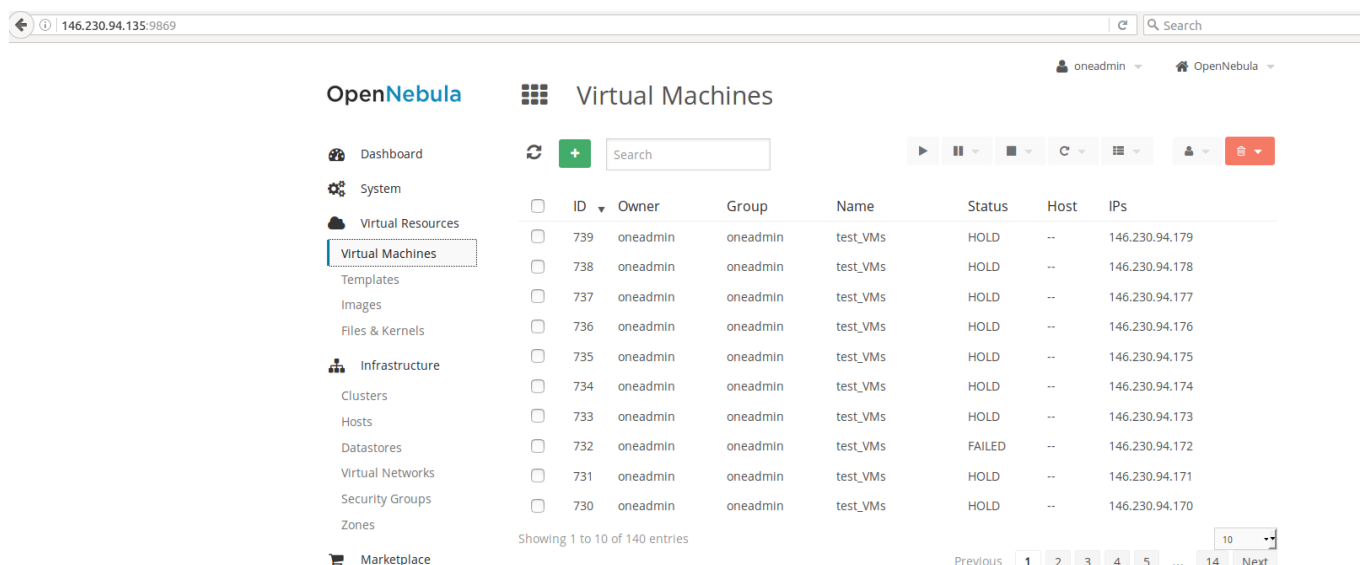 146.230.94.135:9869
Search
oneadmin
OpenNebula
OpenNebula
Virtual Machines
Dashboard
System
Virtual Resources
Virtual Machines
Templates
Images
Files & Kernels
Infrastructure
Clusters
Hosts
Datastores
Virtual Networks
Security Groups
Zones
Marketplace
Search
ID Owner Group Name Status Host IPs
739 oneadmin oneadmin test_VMs HOLD -- 146.230.94.179
738 oneadmin oneadmin test_VMs HOLD -- 146.230.94.178
737 oneadmin oneadmin test_VMs HOLD -- 146.230.94.177
736 oneadmin oneadmin test_VMs HOLD -- 146.230.94.176
735 oneadmin oneadmin test_VMs HOLD -- 146.230.94.175
734 oneadmin oneadmin test_VMs HOLD -- 146.230.94.174
733 oneadmin oneadmin test_VMs HOLD -- 146.230.94.173
732 oneadmin oneadmin test_VMs FAILED -- 146.230.94.172
731 oneadmin oneadmin test_VMs HOLD -- 146.230.94.171
730 oneadmin oneadmin test_VMs HOLD -- 146.230.94.170
Showing 1 to 10 of 140 entries
10
Previous 1 2 3 4 5 ... 14 Next